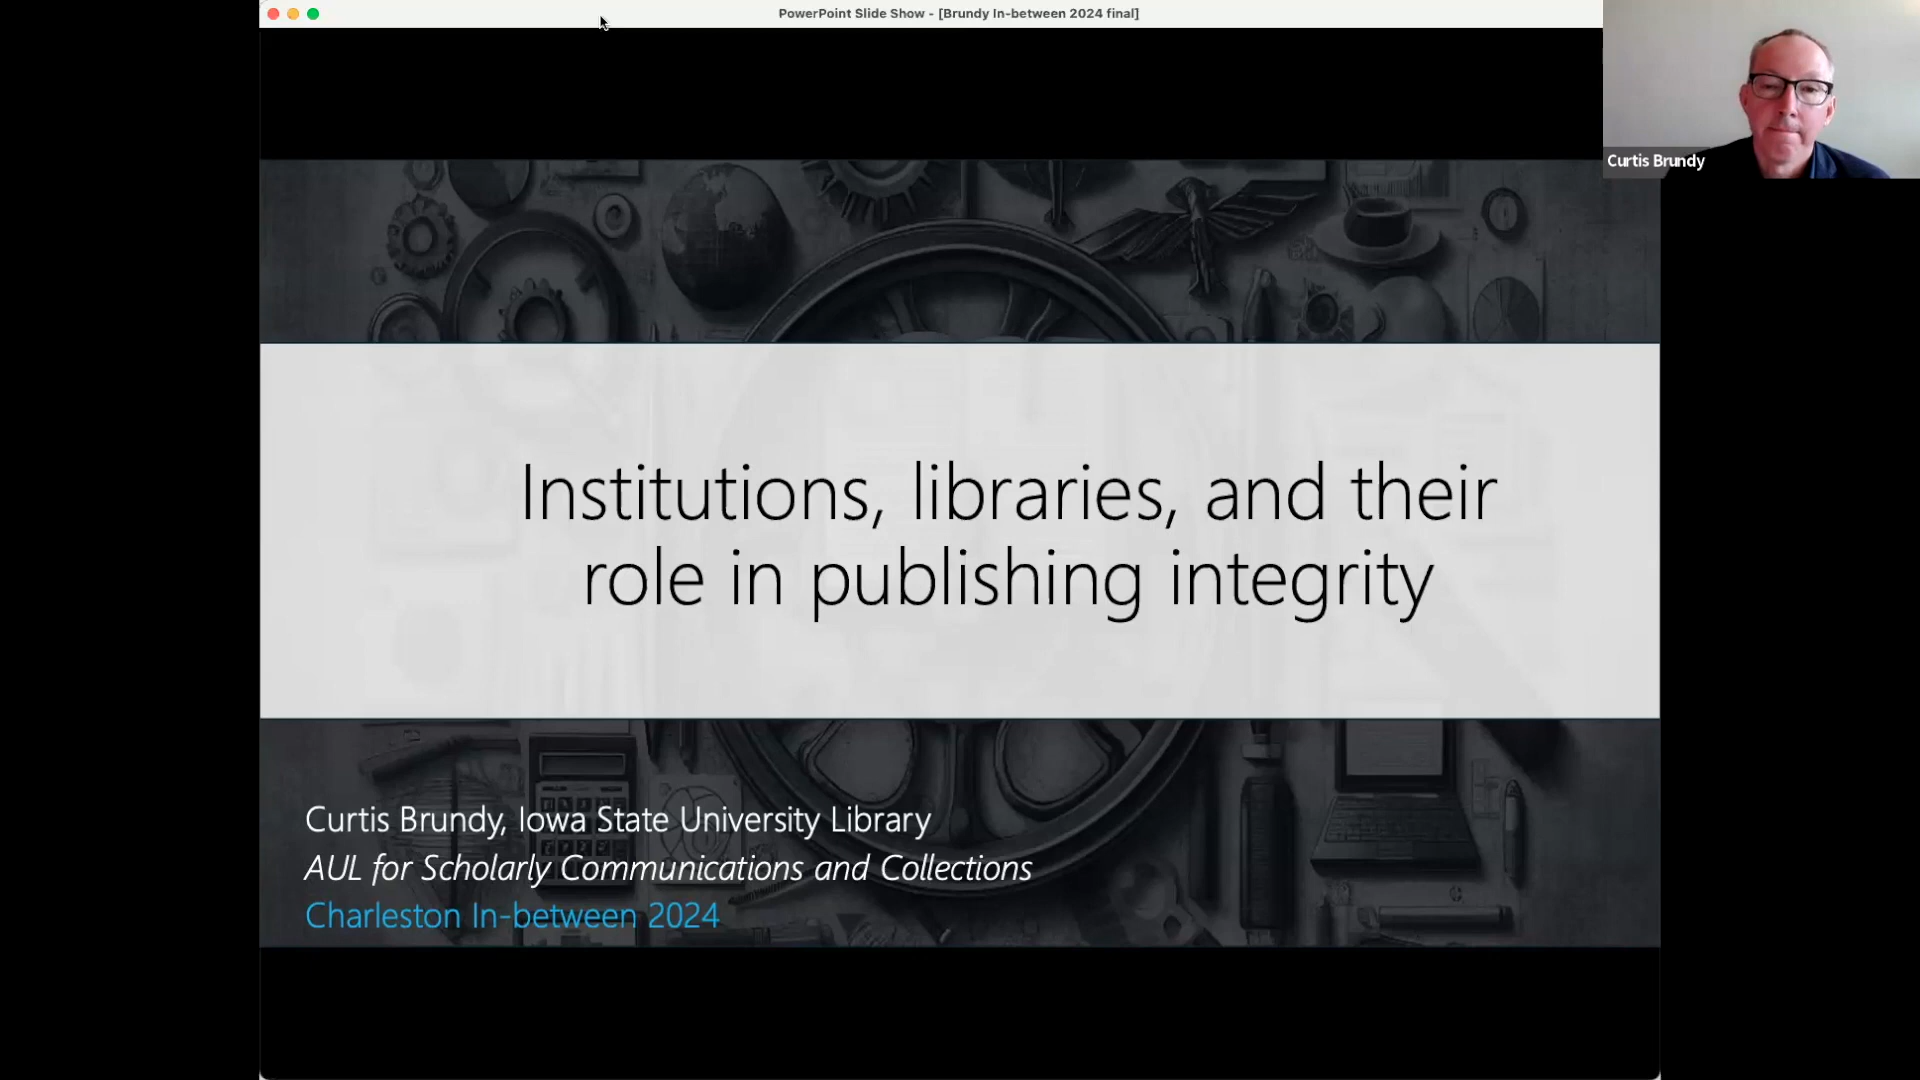 PowerPoint Slide Show - [Brundy In-between 2024 final]
Curtis Brundy
Institutions, libraries, and their
role in publishing integrity
Curtis Brundy, Iowa State University Library
AUL for Scholarly Communications and Collections
Charleston In-between 2024